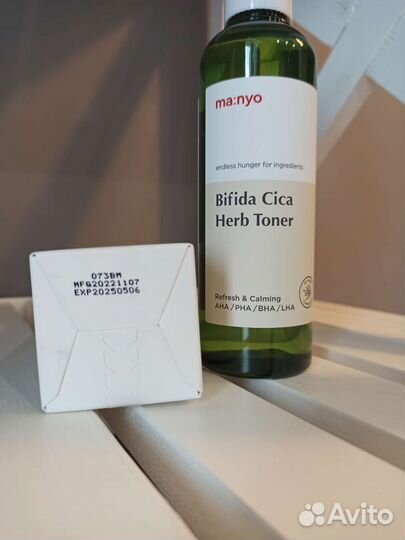 ma:nyo
endless hunger for ingredients
Bifida Cica
Herb Toner
Refresh & Calming
AHA / PHA / BHA / LHA
073BM
MFG20221107
EXP20250506
Avito